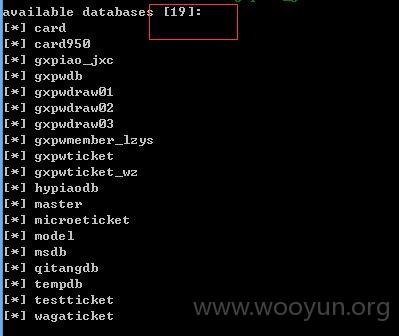 available databases [19]:
[*] card
[*] card950
[*] gxpiao_jxc
[*] gxpwdb
[*] gxpwdraw01
[*] gxpwdraw02
[*] gxpwdraw03
[*] gxpwmember_lzys
[*] gxpwticket
[*] gxpwticket_wz
[*] hypiaodb
[*] master
[*] microeticket
[*] model
[*] msdb
[*] qitangdb
[*] tempdb
[*] testticket
[*] wagaticket
www.wooyun.org